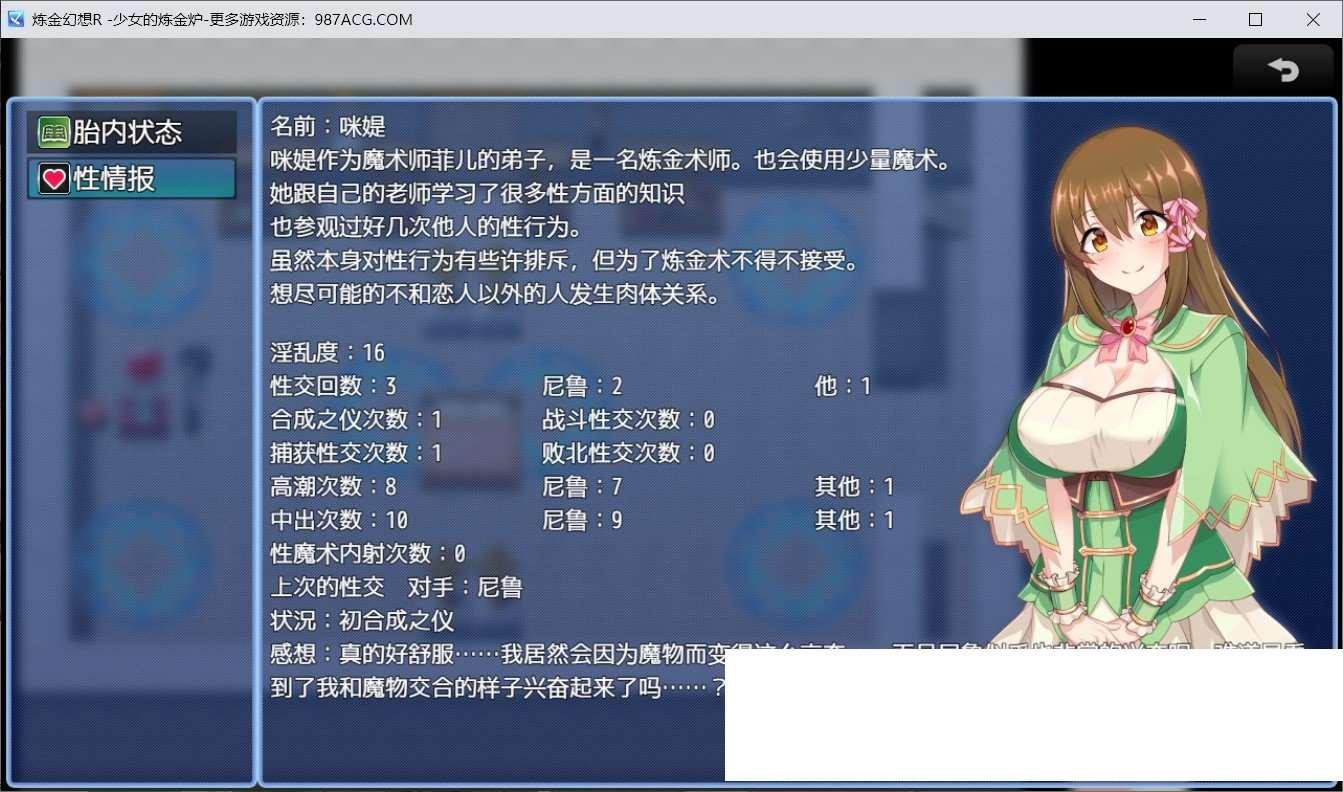 炼金幻想R -少女的炼金炉-更多游戏资源：987ACG.COM
胎内状态
性情报
名前：咪媞
咪媞作为魔术师菲儿的弟子，是一名炼金术师。也会使用少量魔术。
她跟自己的老师学习了很多性方面的知识
也参观过好几次他人的性行为。
虽然本身对性行为有些许排斥，但为了炼金术不得不接受。
想尽可能的不和恋人以外的人发生肉体关系。
淫乱度：16
性交回数：3 尼鲁：2 他：1
合成之仪次数：1 战斗性交次数：0
捕获性交次数：1 败北性交次数：0
高潮次数：8 尼鲁：7 其他：1
中出次数：10 尼鲁：9 其他：1
性魔术内射次数：0
上次的性交　对手：尼鲁
状况：初合成之仪
感想：真的好舒服……我居然会因为魔物而变
到了我和魔物交合的样子兴奋起来了吗……？